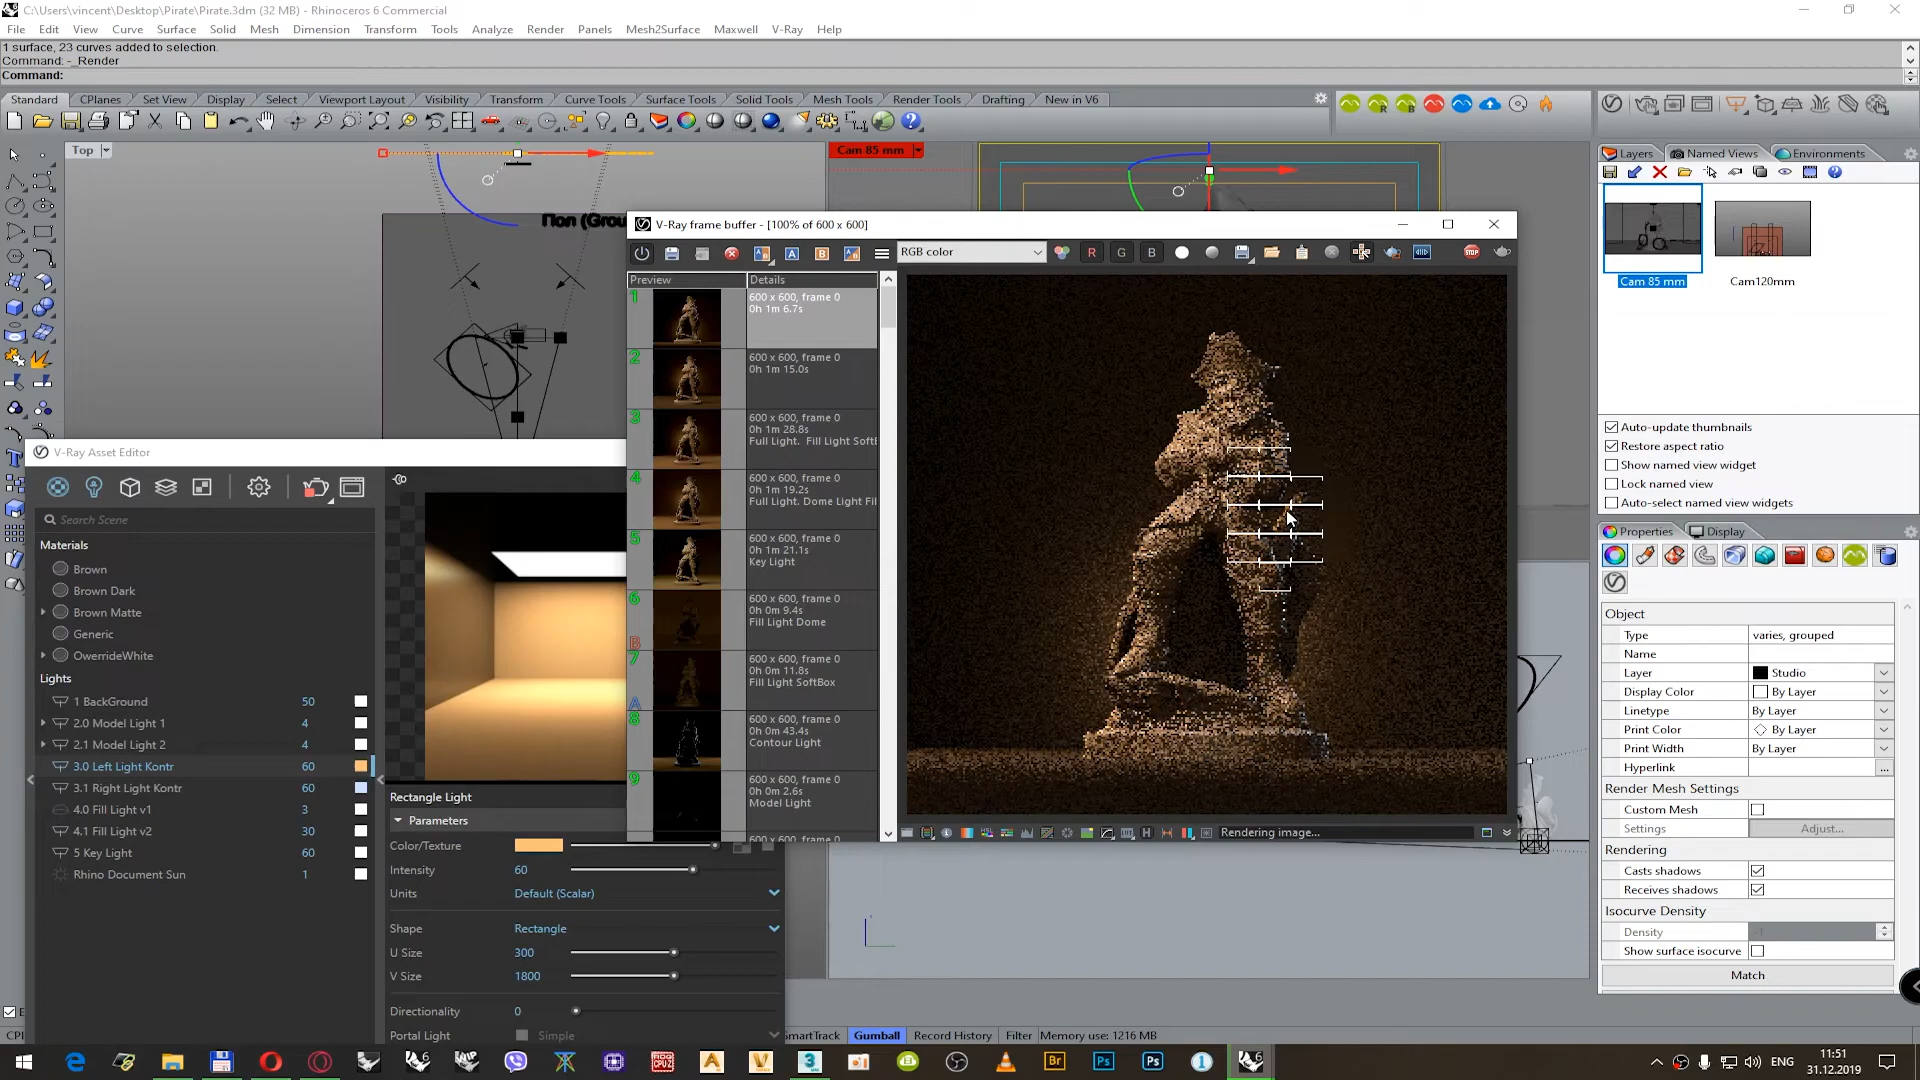 C:\Users\vincent\Desktop\Pirate\Pirate.3dm (32 MB) - Rhinoceros 6 Commercial
File Edit View Curve Surface Solid Mesh Dimension Transform Tools Analyze Render Panels Mesh2Surface Maxwell V-Ray Help
1 surface, 23 curves added to selection.
Command: -_Render
Command:
Standard CPlanes Set View Display Select Viewport Layout Visibility Transform Curve Tools Surface Tools Solid Tools Mesh Tools Render Tools Drafting New in V6
Top
Cam 85 mm
Layers Named Views Environments
Cam 85 mm
Cam120mm
V-Ray frame buffer - [100% of 600 x 600]
RGB color
R G B
Preview Details
1
600 x 600, frame 0
0h 1m 6.7s
2
600 x 600, frame 0
0h 1m 15.0s
3
600 x 600, frame 0
0h 1m 28.8s
Full Light. Fill Light SoftB
4
600 x 600, frame 0
0h 1m 19.2s
Full Light. Dome Light Fil
5
600 x 600, frame 0
0h 1m 21.1s
Key Light
6
600 x 600, frame 0
0h 0m 9.4s
Fill Light Dome
B
7
600 x 600, frame 0
0h 0m 11.8s
Fill Light SoftBox
A
8
600 x 600, frame 0
0h 0m 43.4s
Contour Light
9
600 x 600, frame 0
0h 0m 2.6s
Model Light
600 x 600, frame 0
Rendering image...
V-Ray Asset Editor
Search Scene
Materials
Brown
Brown Dark
Brown Matte
Generic
OwerrideWhite
Lights
1 BackGround 50
2.0 Model Light 1 4
2.1 Model Light 2 4
3.0 Left Light Kontr 60
3.1 Right Light Kontr 60
4.0 Fill Light v1 3
4.1 Fill Light v2 30
5 Key Light 60
Rhino Document Sun 1
Rectangle Light
Parameters
Color/Texture
Intensity 60
Units Default (Scalar)
Shape Rectangle
U Size 300
V Size 1800
Directionality 0
Portal Light Simple
Auto-update thumbnails
Restore aspect ratio
Show named view widget
Lock named view
Auto-select named view widgets
Properties Display
Object
Type varies, grouped
Name
Layer Studio
Display Color By Layer
Linetype By Layer
Print Color By Layer
Print Width By Layer
Hyperlink ...
Render Mesh Settings
Custom Mesh
Settings Adjust...
Rendering
Casts shadows
Receives shadows
Isocurve Density
Density -1
Show surface isocurve
Match
SmartTrack Gumball Record History Filter Memory use: 1216 MB
ENG
11:51
31.12.2019